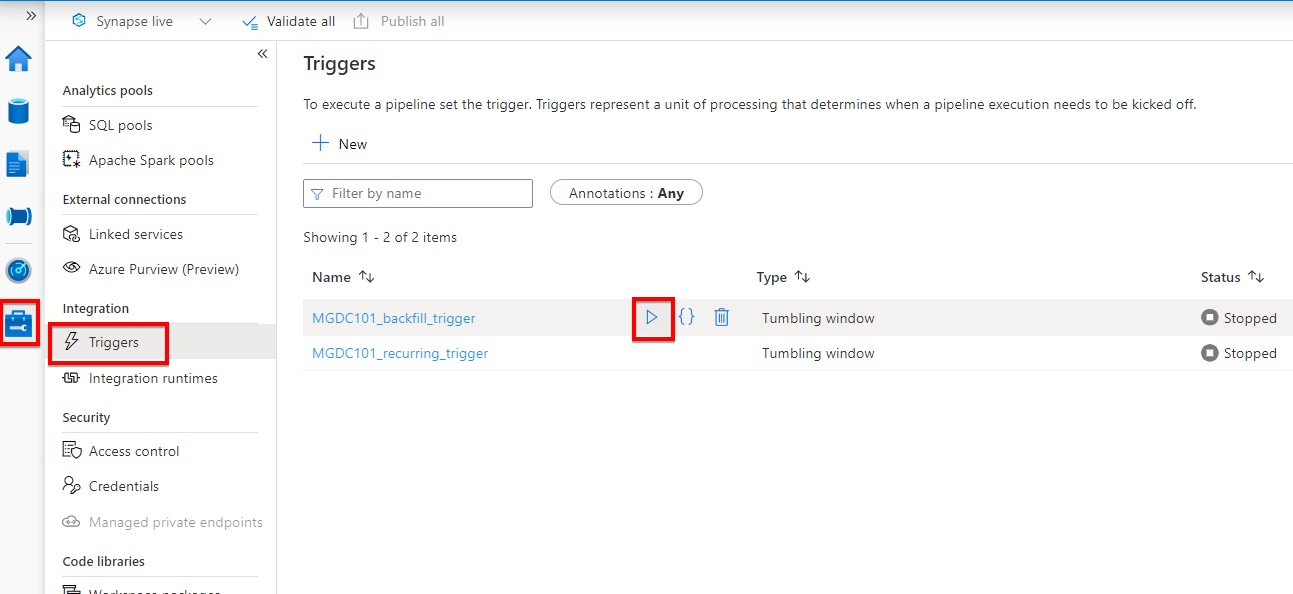 Synapse live
Validate all
Publish all
Analytics pools
SQL pools
Apache Spark pools
External connections
Linked services
Azure Purview (Preview)
Integration
Triggers
Integration runtimes
Security
Access control
Credentials
Managed private endpoints
Code libraries
Workspace packages
Triggers
To execute a pipeline set the trigger. Triggers represent a unit of processing that determines when a pipeline execution needs to be kicked off.
New
Filter by name
Annotations : Any
Showing 1 - 2 of 2 items
Name Type Status
MGDC101_backfill_trigger {} Tumbling window Stopped
MGDC101_recurring_trigger Tumbling window Stopped